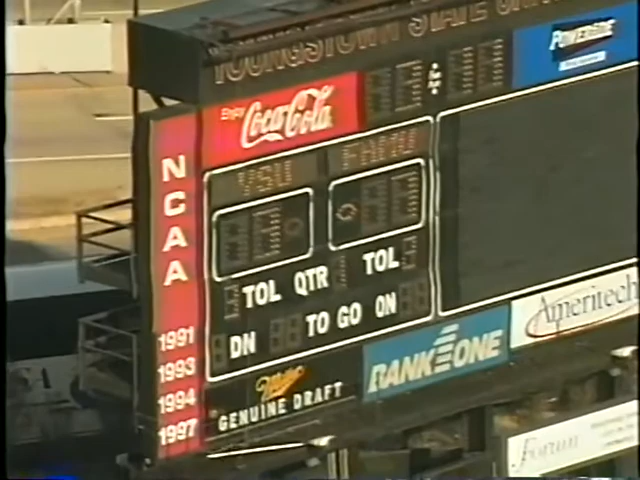 YOUNGSTOWN STATE
POWERADE
Enjoy
Coca-Cola
NCAA
1991
1993
1994
1997
YSU
FAMU
TOL QTR TOL
DN TO GO ON
Miller
GENUINE DRAFT
BANK ONE
Ameritech
Forum